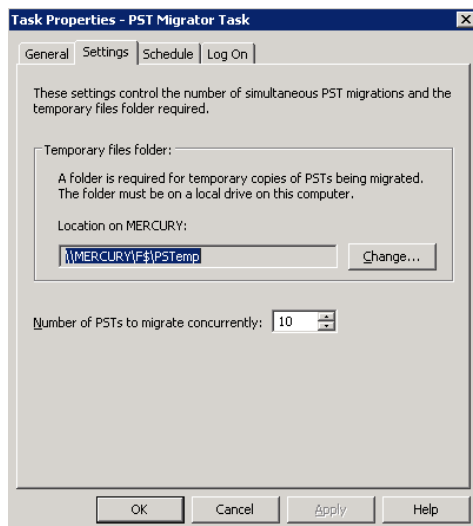 Task Properties - PST Migrator Task
General Settings Schedule Log On
These settings control the number of simultaneous PST migrations and the
temporary files folder required.
Temporary files folder:
A folder is required for temporary copies of PSTs being migrated.
The folder must be on a local drive on this computer.
Location on MERCURY:
\\MERCURY\F$\PSTemp Change...
Number of PSTs to migrate concurrently: 10
OK Cancel Apply Help